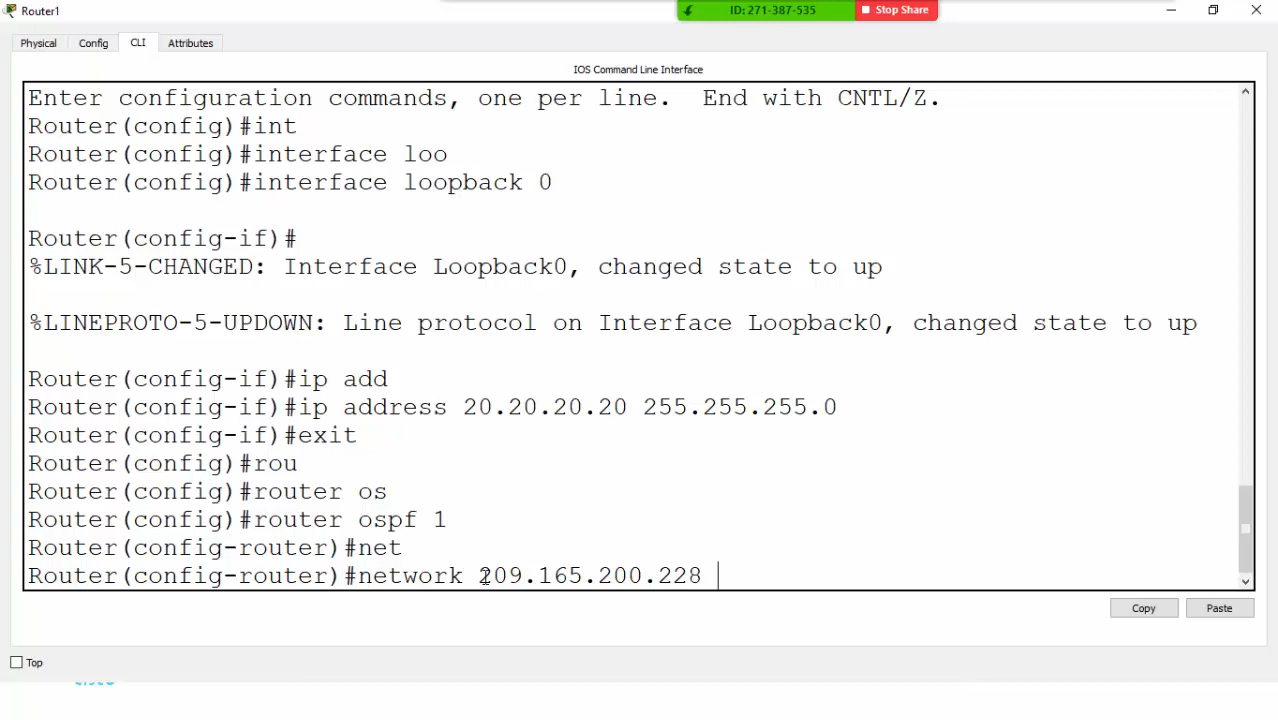 Router1
ID: 271-387-535
Stop Share
Physical
Config
CLI
Attributes
IOS Command Line Interface
Enter configuration commands, one per line.  End with CNTL/Z.
Router(config)#int
Router(config)#interface loo
Router(config)#interface loopback 0
Router(config-if)#
%LINK-5-CHANGED: Interface Loopback0, changed state to up
%LINEPROTO-5-UPDOWN: Line protocol on Interface Loopback0, changed state to up
Router(config-if)#ip add
Router(config-if)#ip address 20.20.20.20 255.255.255.0
Router(config-if)#exit
Router(config)#rou
Router(config)#router os
Router(config)#router ospf 1
Router(config-router)#net
Router(config-router)#network 209.165.200.228
Copy
Paste
Top